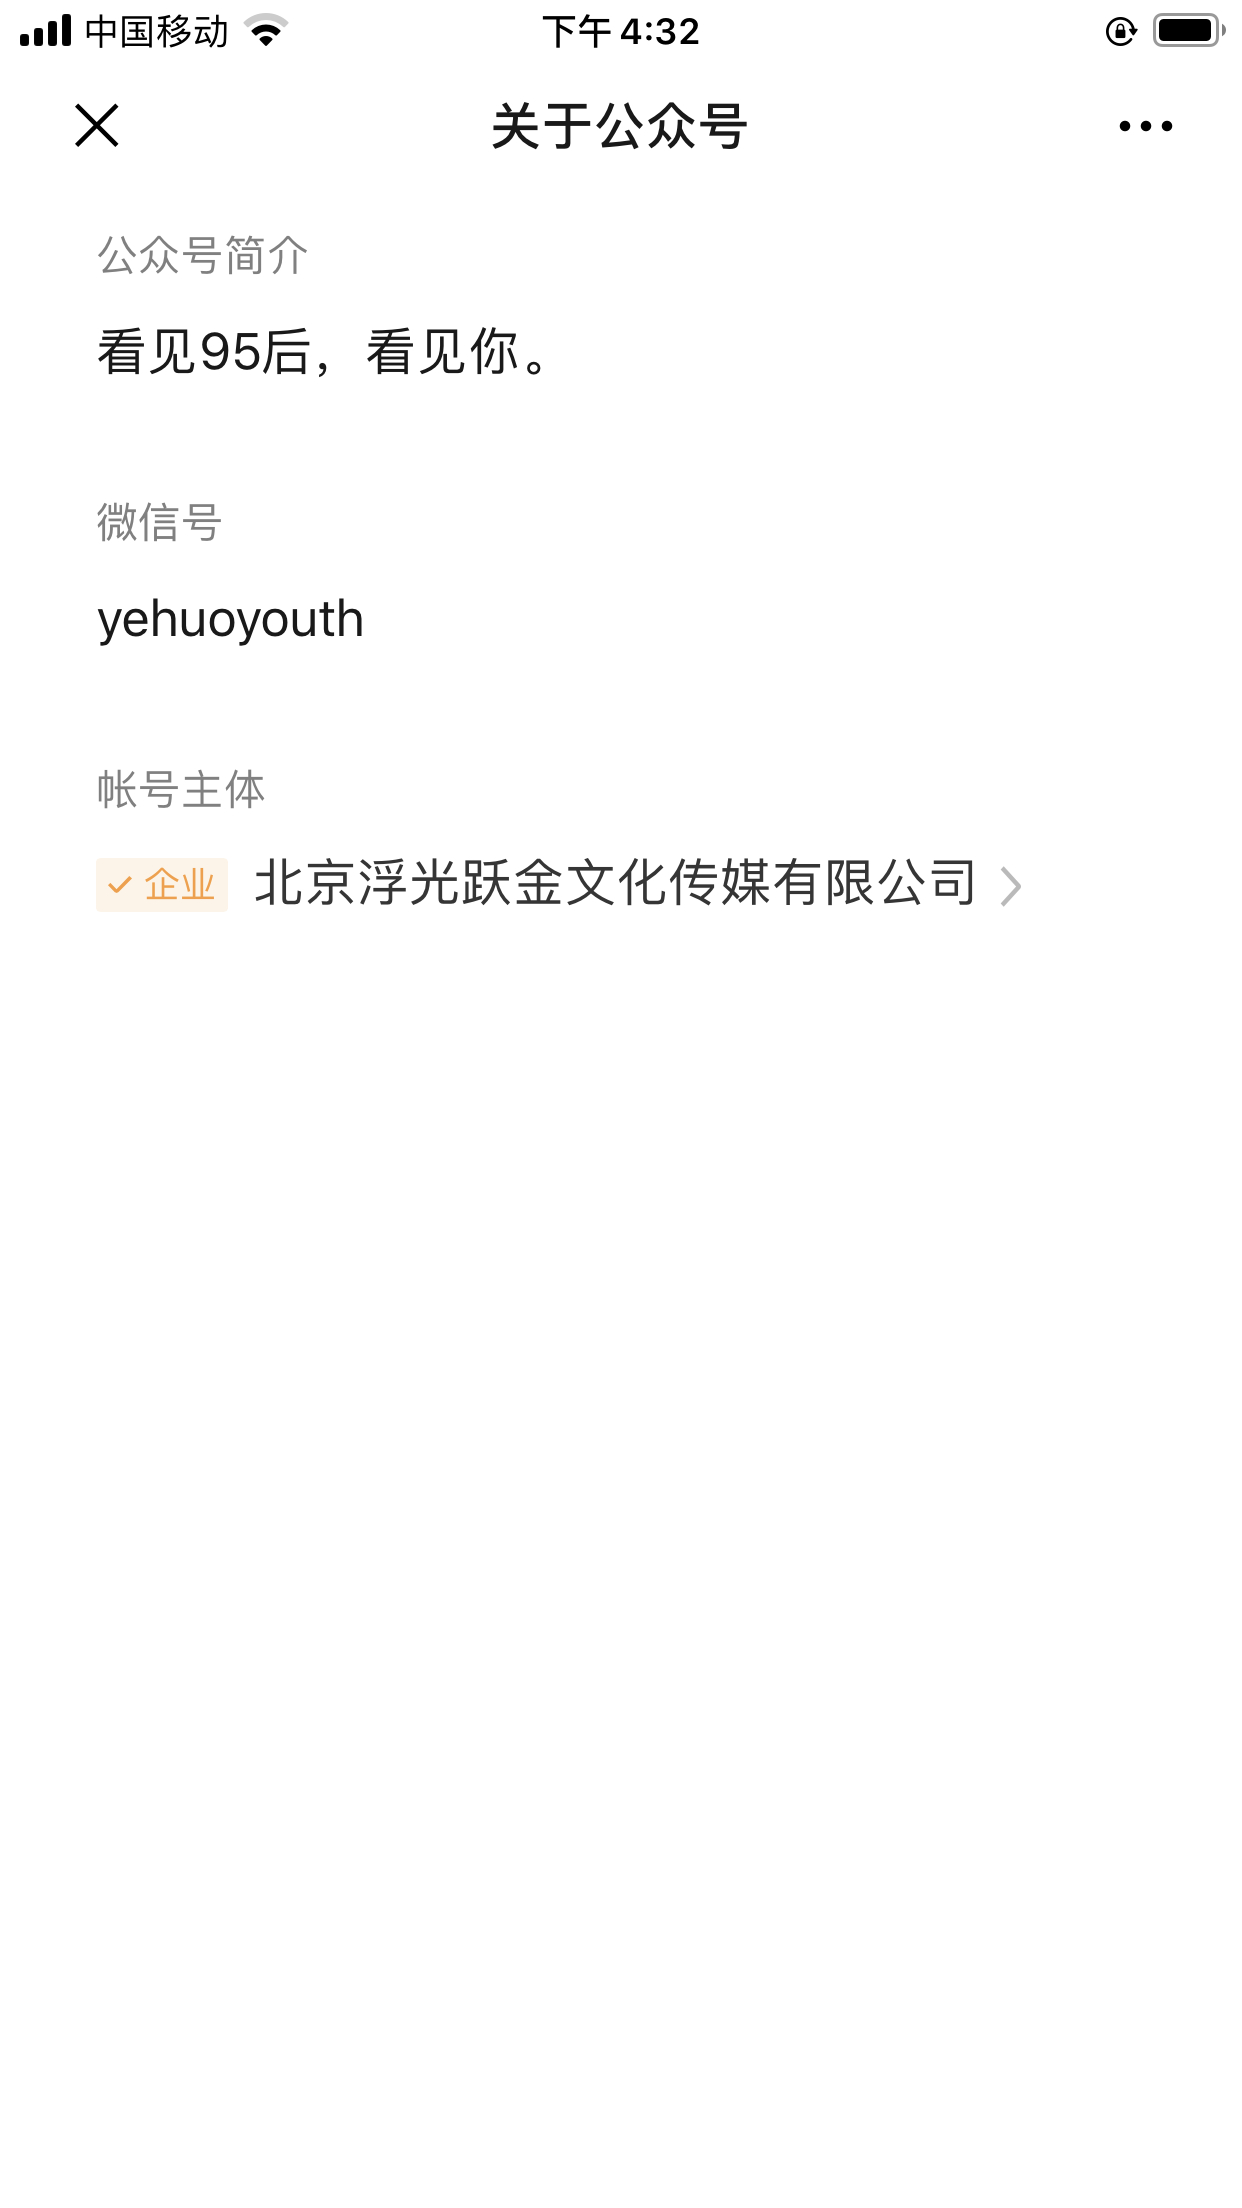 中国移动
下午 4:32
关于公众号
公众号简介
看见95后，看见你。
微信号
yehuoyouth
帐号主体
企业 北京浮光跃金文化传媒有限公司